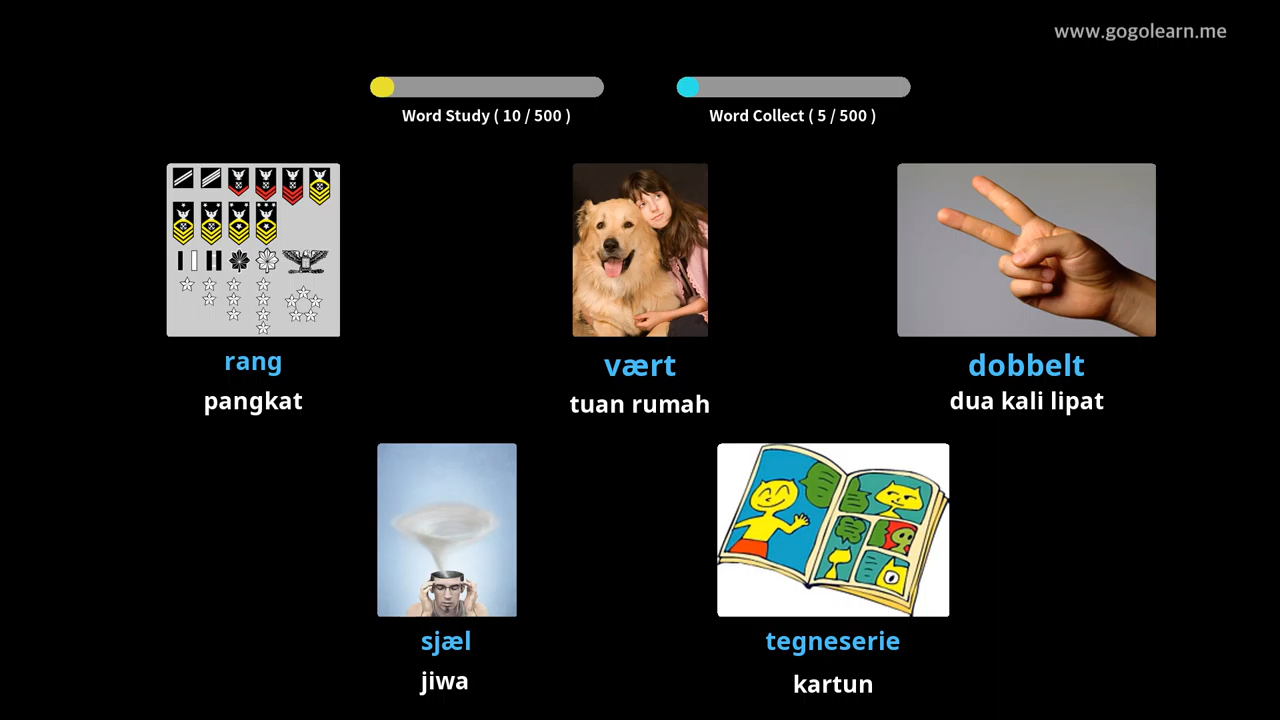 www.gogolearn.me
Word Study ( 10 / 500 )
Word Collect ( 5 / 500 )
rang
pangkat
vært
tuan rumah
dobbelt
dua kali lipat
sjæl
jiwa
tegneserie
kartun